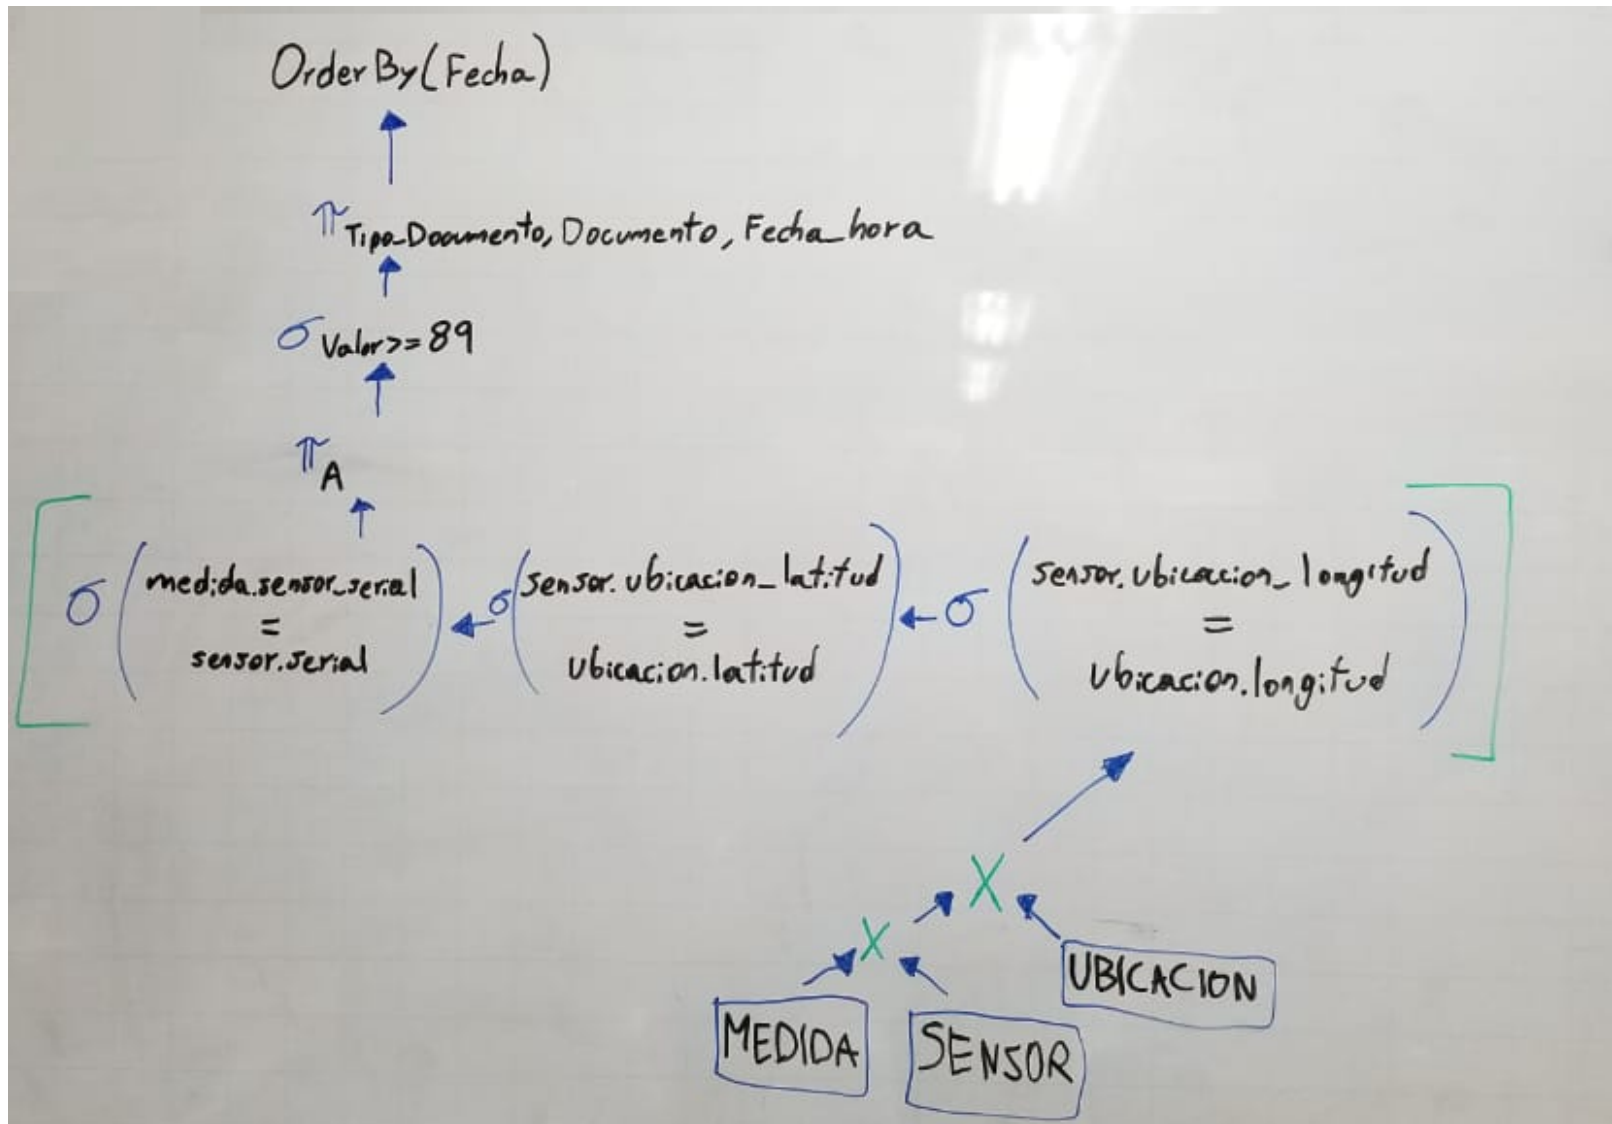 OrderBy(Fecha)
π Tipo_Documento, Documento, Fecha_hora
σ Valor>=89
π A
σ (medida.sensor_serial = sensor.serial) σ (sensor.ubicacion_latitud = ubicacion.latitud) σ (sensor.ubicacion_longitud = ubicacion.longitud)
X
X
UBICACION
MEDIDA
SENSOR